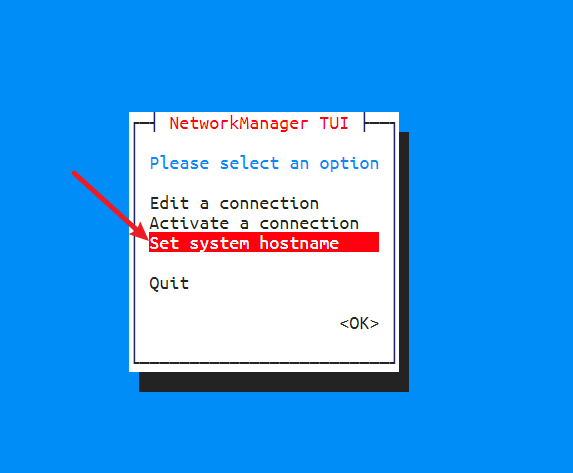 NetworkManager TUI
Please select an option
Edit a connection
Activate a connection
Set system hostname
Quit
<OK>